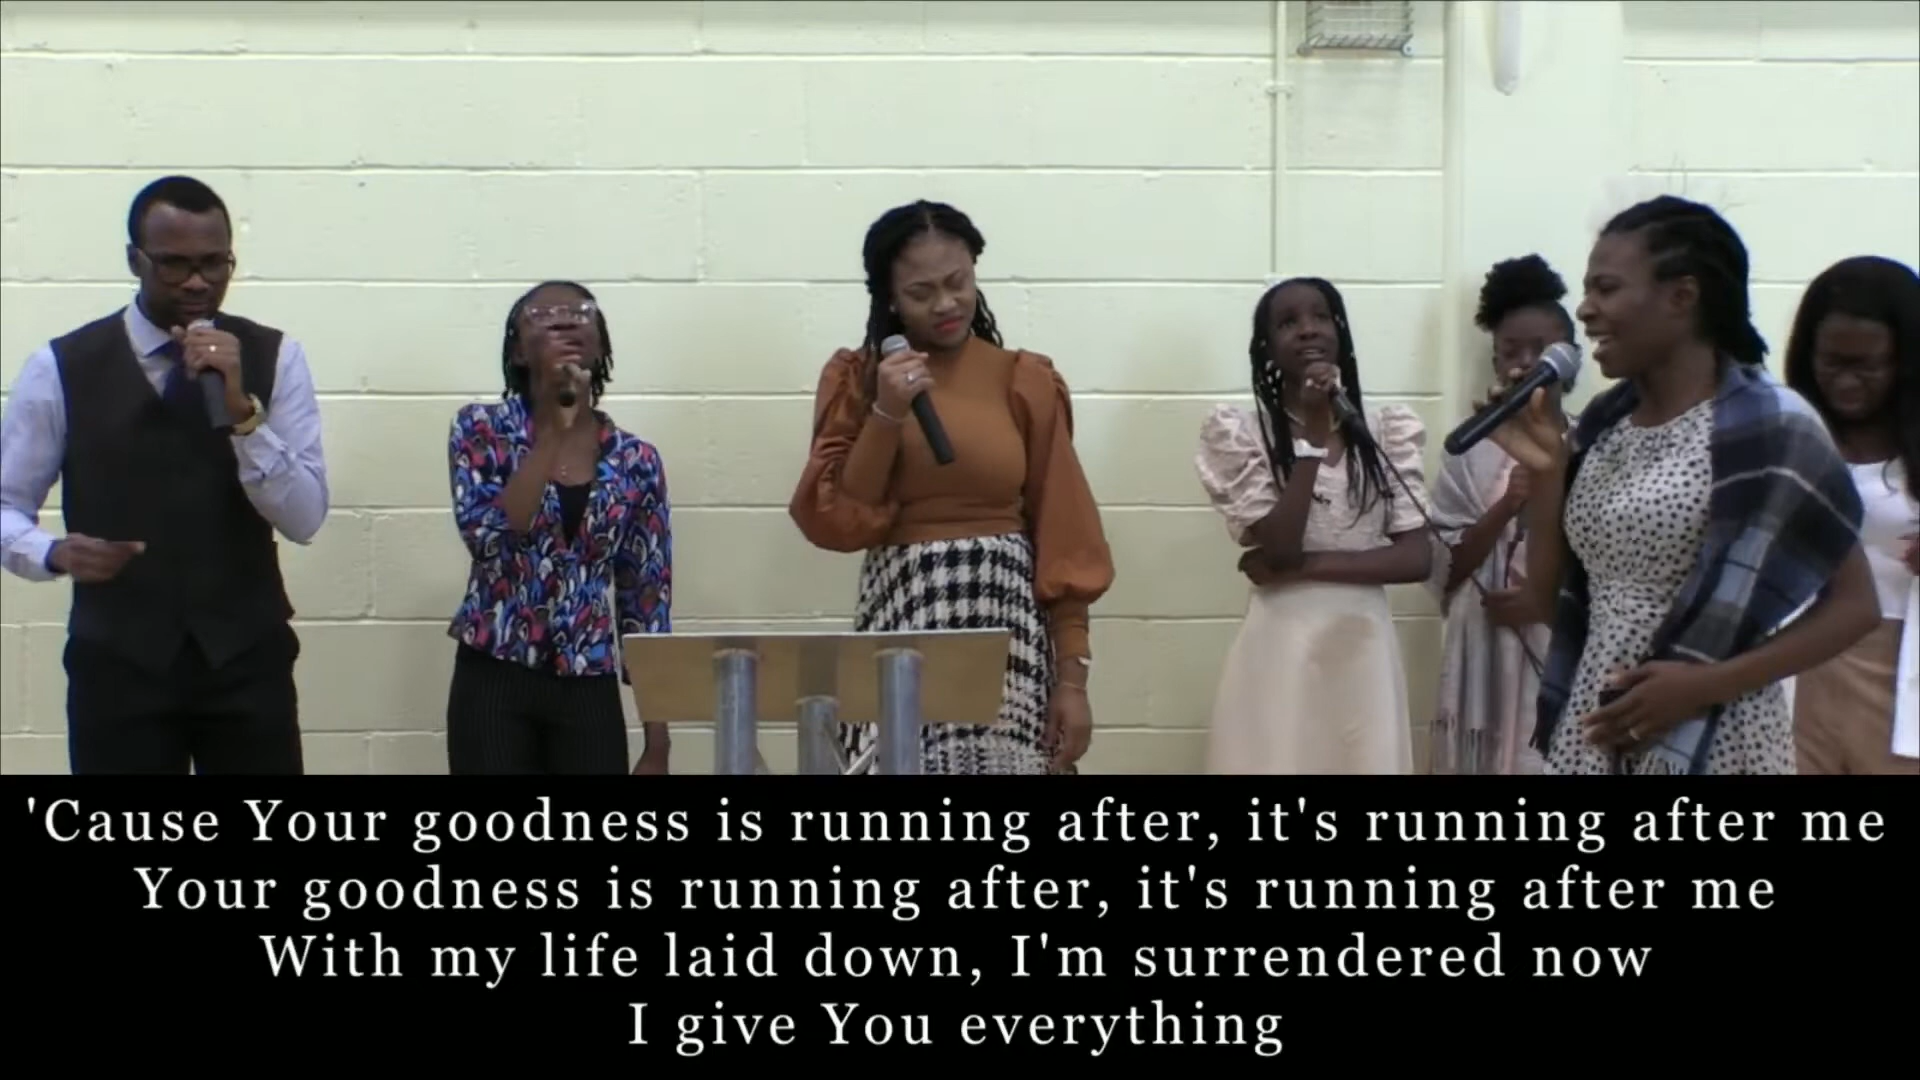 'Cause Your goodness is running after, it's running after me
Your goodness is running after, it's running after me
With my life laid down, I'm surrendered now
I give You everything